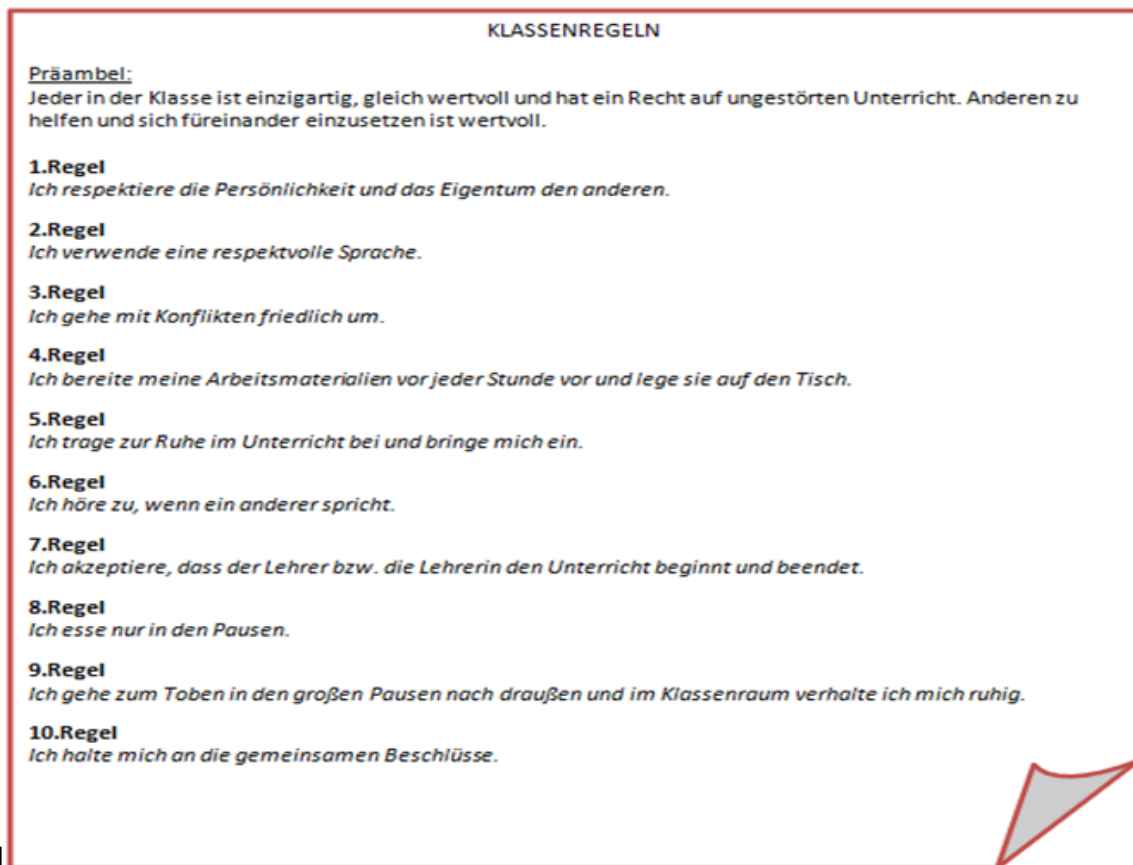 KLASSENREGELN
Präambel:
Jeder in der Klasse ist einzigartig, gleich wertvoll und hat ein Recht auf ungestörten Unterricht. Anderen zu
helfen und sich füreinander einzusetzen ist wertvoll.
1.Regel
Ich respektiere die Persönlichkeit und das Eigentum den anderen.
2.Regel
Ich verwende eine respektvolle Sprache.
3.Regel
Ich gehe mit Konflikten friedlich um.
4.Regel
Ich bereite meine Arbeitsmaterialien vor jeder Stunde vor und lege sie auf den Tisch.
5.Regel
Ich trage zur Ruhe im Unterricht bei und bringe mich ein.
6.Regel
Ich höre zu, wenn ein anderer spricht.
7.Regel
Ich akzeptiere, dass der Lehrer bzw. die Lehrerin den Unterricht beginnt und beendet.
8.Regel
Ich esse nur in den Pausen.
9.Regel
Ich gehe zum Toben in den großen Pausen nach draußen und im Klassenraum verhalte ich mich ruhig.
10.Regel
Ich halte mich an die gemeinsamen Beschlüsse.